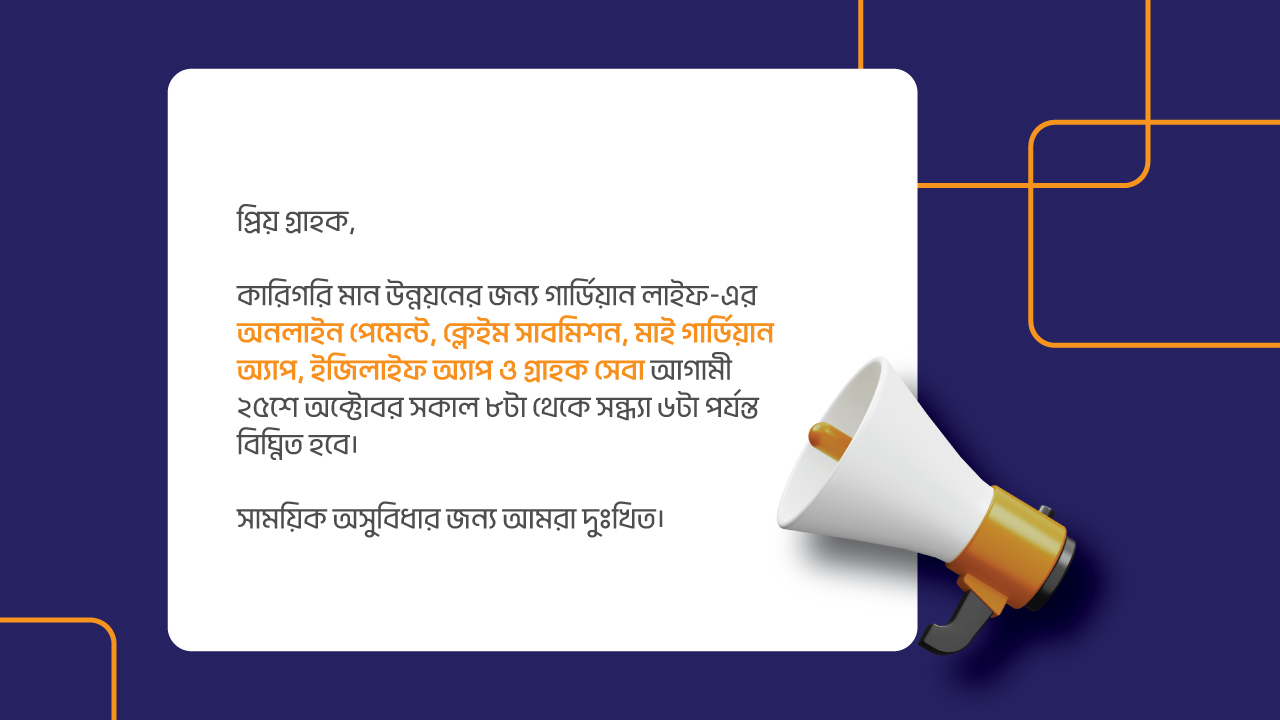 প্রিয় গ্রাহক,
কারিগরি মান উন্নয়নের জন্য গার্ডিয়ান লাইফ-এর
অনলাইন পেমেন্ট, ক্লেইম সাবমিশন, মাই গার্ডিয়ান
অ্যাপ, ইজিলাইফ অ্যাপ ও গ্রাহক সেবা আগামী
২৫শে অক্টোবর সকাল ৮টা থেকে সন্ধ্যা ৬টা পর্যন্ত
বিঘ্নিত হবে।
সাময়িক অসুবিধার জন্য আমরা দুঃখিত।